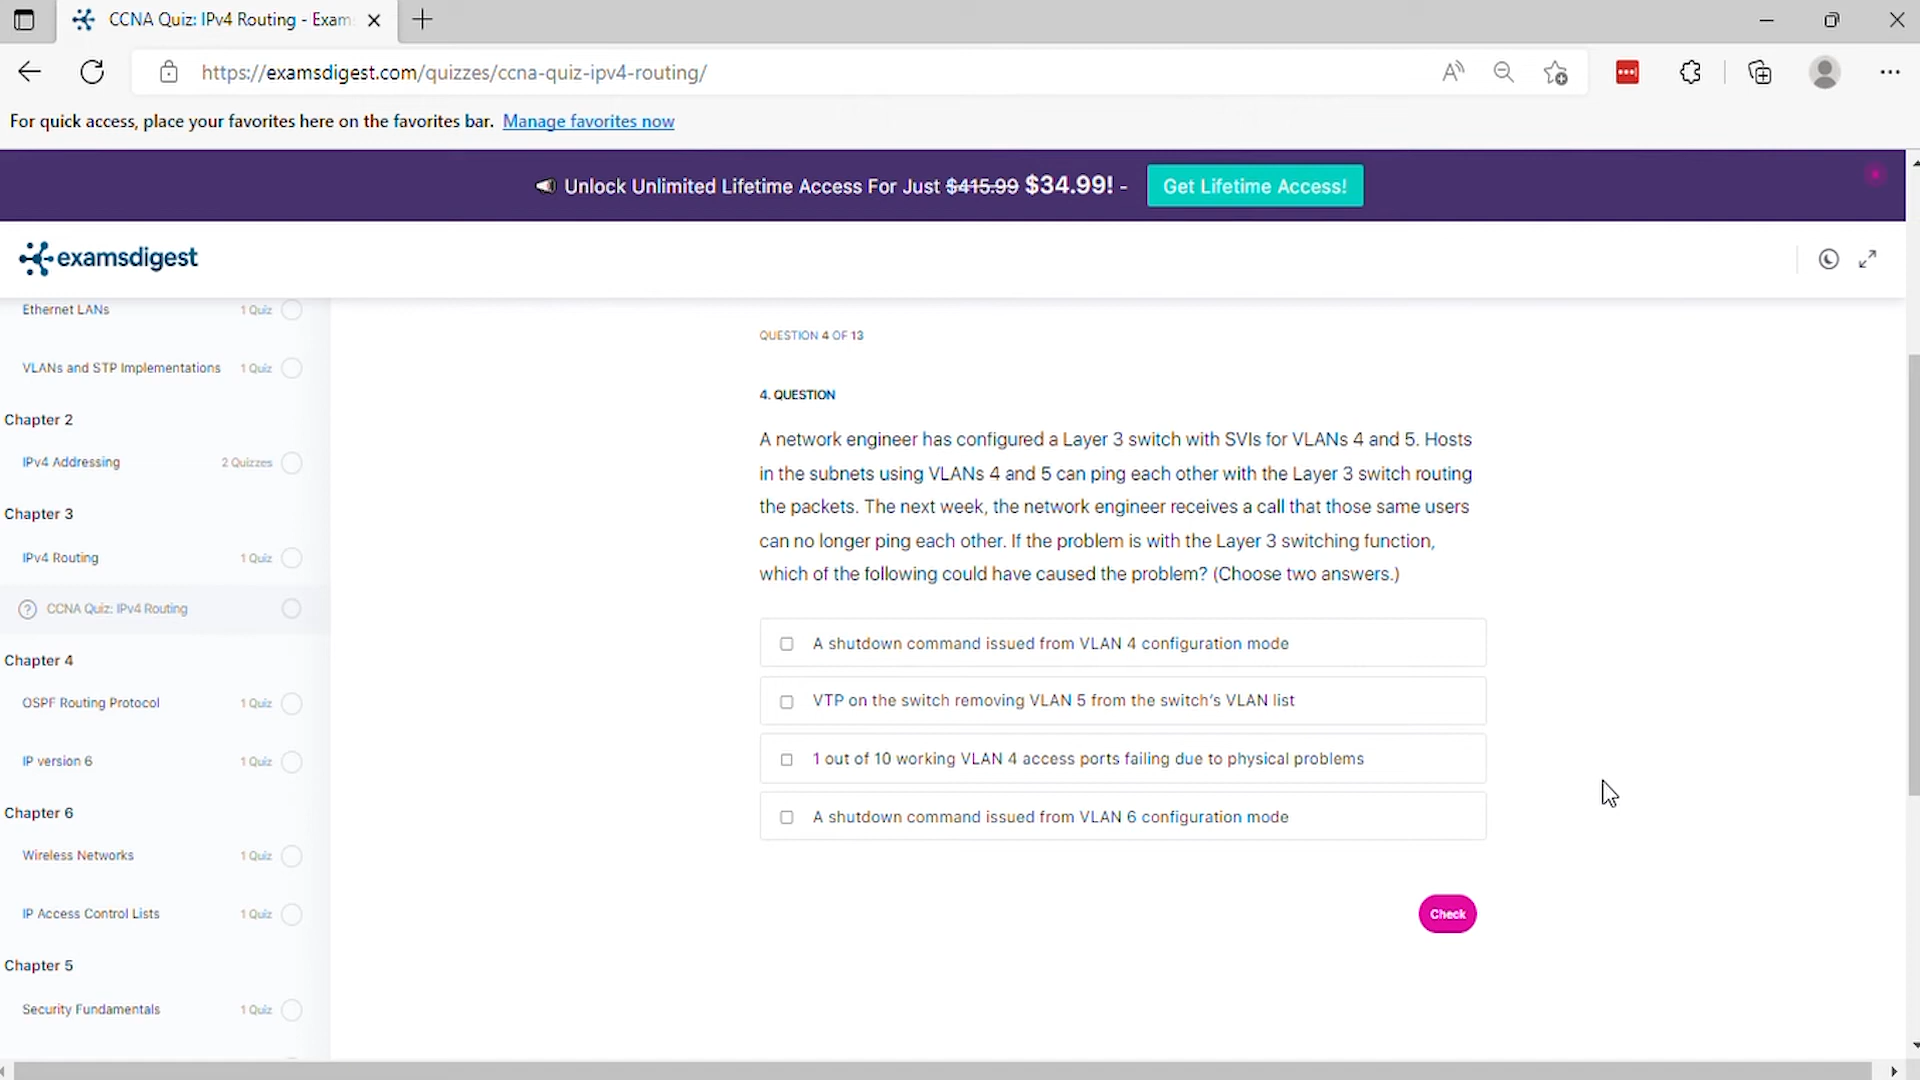 CCNA Quiz: IPv4 Routing - Exam
https://examsdigest.com/quizzes/ccna-quiz-ipv4-routing/
For quick access, place your favorites here on the favorites bar. Manage favorites now
Unlock Unlimited Lifetime Access For Just $415.99 $34.99! - Get Lifetime Access!
examsdigest
Ethernet LANs 1 Quiz
VLANs and STP Implementations 1 Quiz
Chapter 2
IPv4 Addressing 2 Quizzes
Chapter 3
IPv4 Routing 1 Quiz
? CCNA Quiz: IPv4 Routing
Chapter 4
OSPF Routing Protocol 1 Quiz
IP version 6 1 Quiz
Chapter 6
Wireless Networks 1 Quiz
IP Access Control Lists 1 Quiz
Chapter 5
Security Fundamentals 1 Quiz
QUESTION 4 OF 13
4. QUESTION
A network engineer has configured a Layer 3 switch with SVIs for VLANs 4 and 5. Hosts
in the subnets using VLANs 4 and 5 can ping each other with the Layer 3 switch routing
the packets. The next week, the network engineer receives a call that those same users
can no longer ping each other. If the problem is with the Layer 3 switching function,
which of the following could have caused the problem? (Choose two answers.)
A shutdown command issued from VLAN 4 configuration mode
VTP on the switch removing VLAN 5 from the switch's VLAN list
1 out of 10 working VLAN 4 access ports failing due to physical problems
A shutdown command issued from VLAN 6 configuration mode
Check